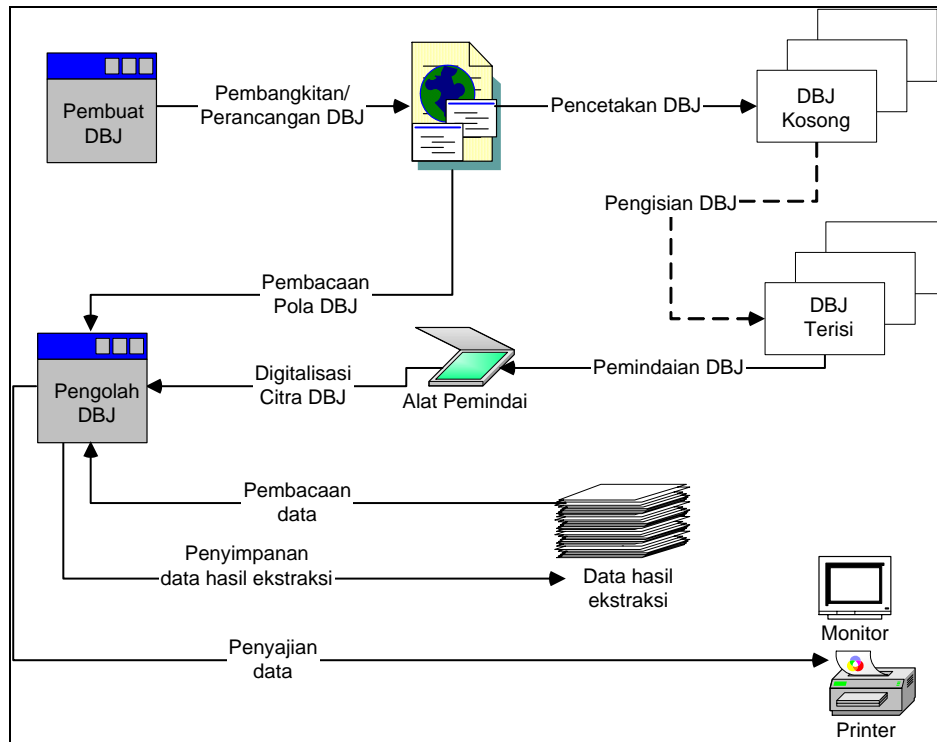 Pembuat
DBJ
Pembangkitan/
Perancangan DBJ
Pencetakan DBJ
DBJ
Kosong
Pengisian DBJ
DBJ
Terisi
Pembacaan
Pola DBJ
Pengolah
DBJ
Digitalisasi
Citra DBJ
Alat Pemindai
Pemindaian DBJ
Pembacaan
data
Penyimpanan
data hasil ekstraksi
Data hasil
ekstraksi
Monitor
Penyajian
data
Printer